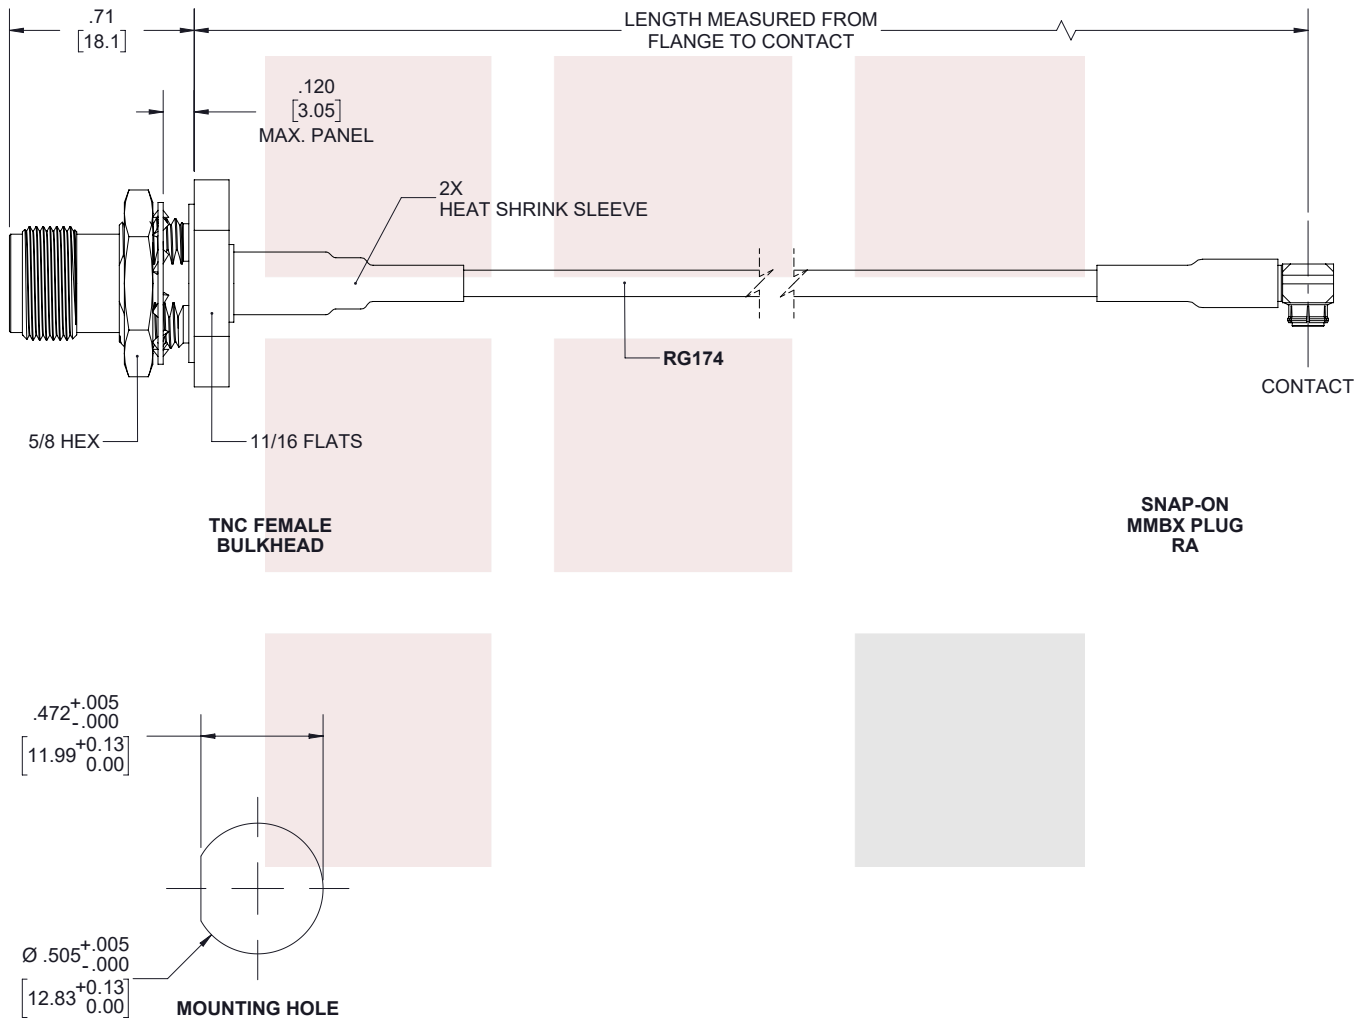 .71
[18.1]
LENGTH MEASURED FROM
FLANGE TO CONTACT
.120
[3.05]
MAX. PANEL
2X
HEAT SHRINK SLEEVE
RG174
CONTACT
5/8 HEX
11/16 FLATS
TNC FEMALE
BULKHEAD
SNAP-ON
MMBX PLUG
RA
.472 +.005
-.000
[11.99 +0.13
0.00]
Ø .505 +.005
-.000
[12.83 +0.13
0.00]
MOUNTING HOLE